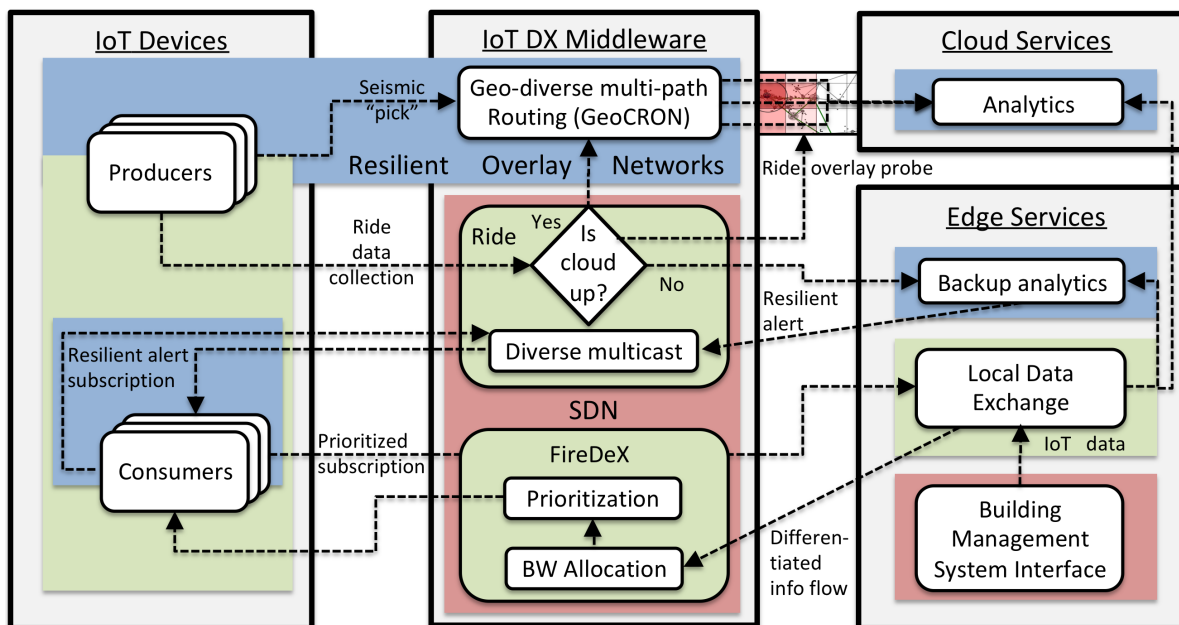 IoT Devices
IoT DX Middleware
Cloud Services
Seismic
“pick”
Geo-diverse multi-path
Routing (GeoCRON)
Analytics
Producers
Resilient Overlay Networks
Ride overlay probe
Edge Services
Ride
data
collection
Ride
Yes
Is
cloud
up?
No
Backup analytics
Resilient
alert
Resilient alert
subscription
Diverse multicast
Local Data
Exchange
SDN
Consumers
Prioritized
subscription
FireDeX
IoT data
Prioritization
Building
Management
System Interface
BW Allocation
Differen-
tiated
info flow